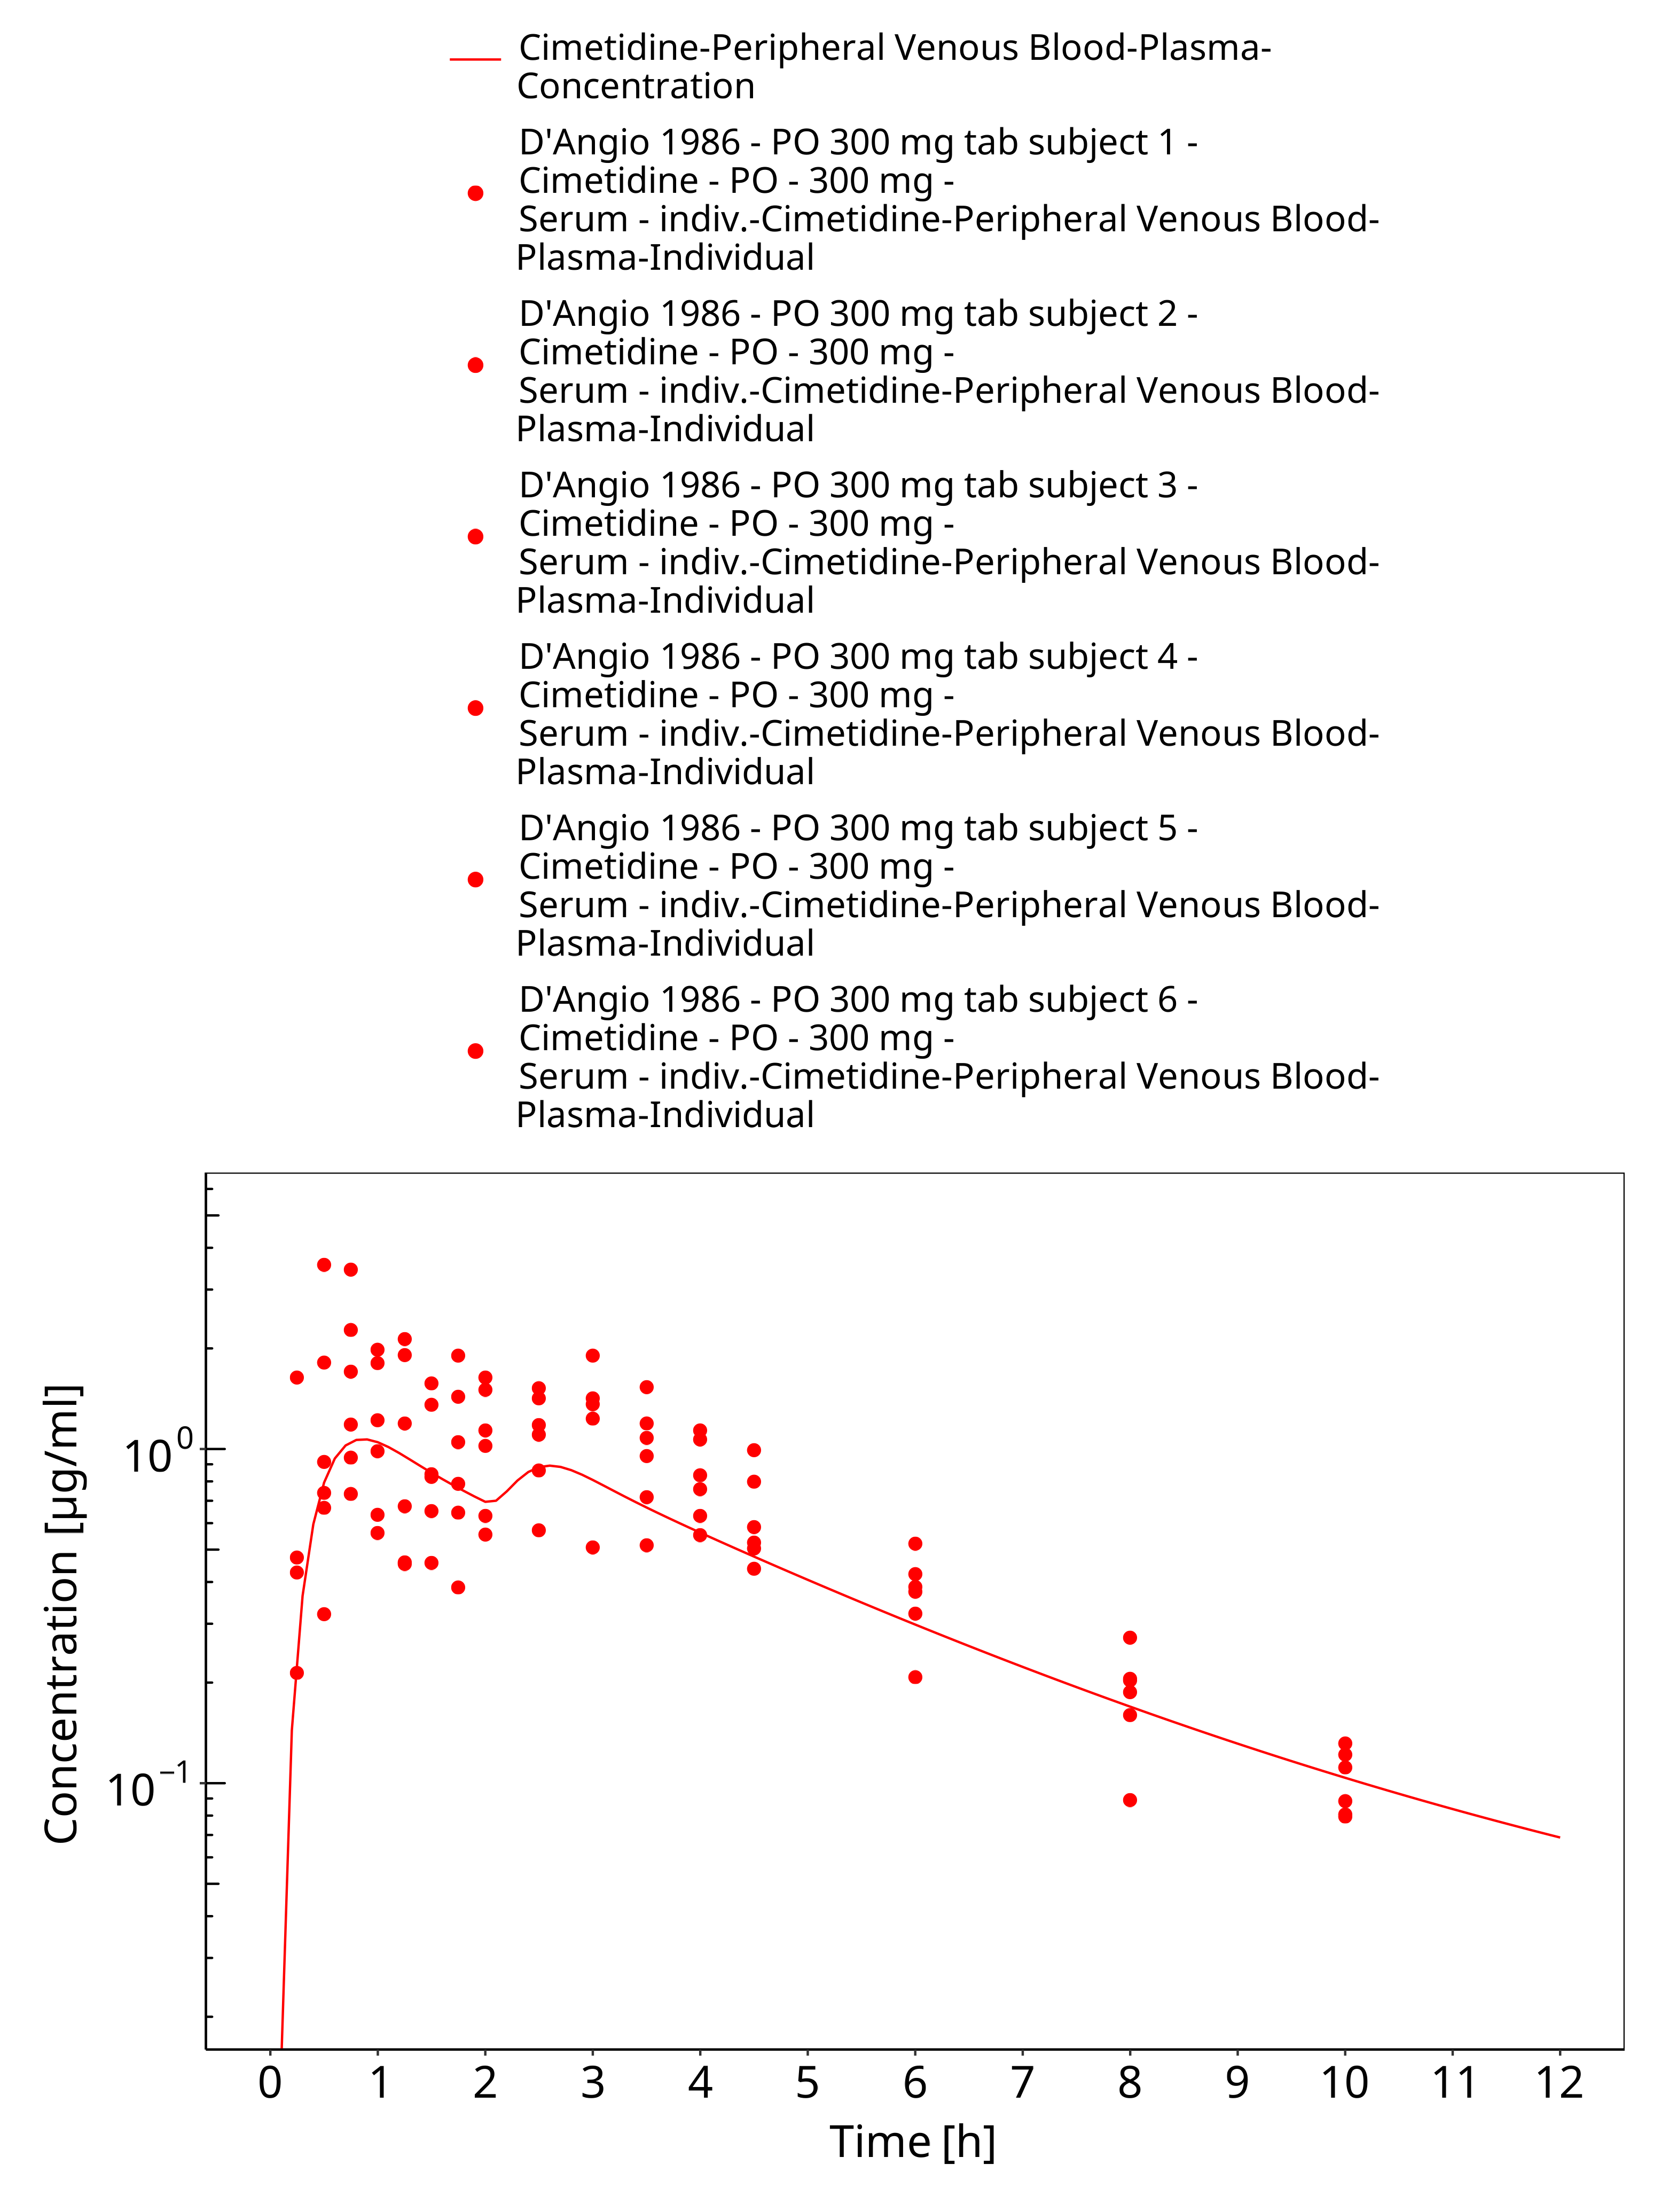 Cimetidine-Peripheral Venous Blood-Plasma-
Concentration
D'Angio 1986 - PO 300 mg tab subject 1 -
Cimetidine - PO - 300 mg -
Serum - indiv.-Cimetidine-Peripheral Venous Blood-
Plasma-Individual
D'Angio 1986 - PO 300 mg tab subject 2 -
Cimetidine - PO - 300 mg -
Serum - indiv.-Cimetidine-Peripheral Venous Blood-
Plasma-Individual
D'Angio 1986 - PO 300 mg tab subject 3 -
Cimetidine - PO - 300 mg -
Serum - indiv.-Cimetidine-Peripheral Venous Blood-
Plasma-Individual
D'Angio 1986 - PO 300 mg tab subject 4 -
Cimetidine - PO - 300 mg -
Serum - indiv.-Cimetidine-Peripheral Venous Blood-
Plasma-Individual
D'Angio 1986 - PO 300 mg tab subject 5 -
Cimetidine - PO - 300 mg -
Serum - indiv.-Cimetidine-Peripheral Venous Blood-
Plasma-Individual
D'Angio 1986 - PO 300 mg tab subject 6 -
Cimetidine - PO - 300 mg -
Serum - indiv.-Cimetidine-Peripheral Venous Blood-
Plasma-Individual
Concentration [µg/ml]
10⁰
10⁻¹
0 1 2 3 4 5 6 7 8 9 10 11 12
Time [h]